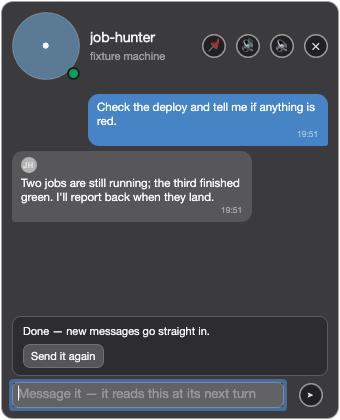 job-hunter
fixture machine
Check the deploy and tell me if anything is
red.
19:51
JH
Two jobs are still running; the third finished
green. I'll report back when they land.
19:51
Done — new messages go straight in.
Send it again
Message it — it reads this at its next turn